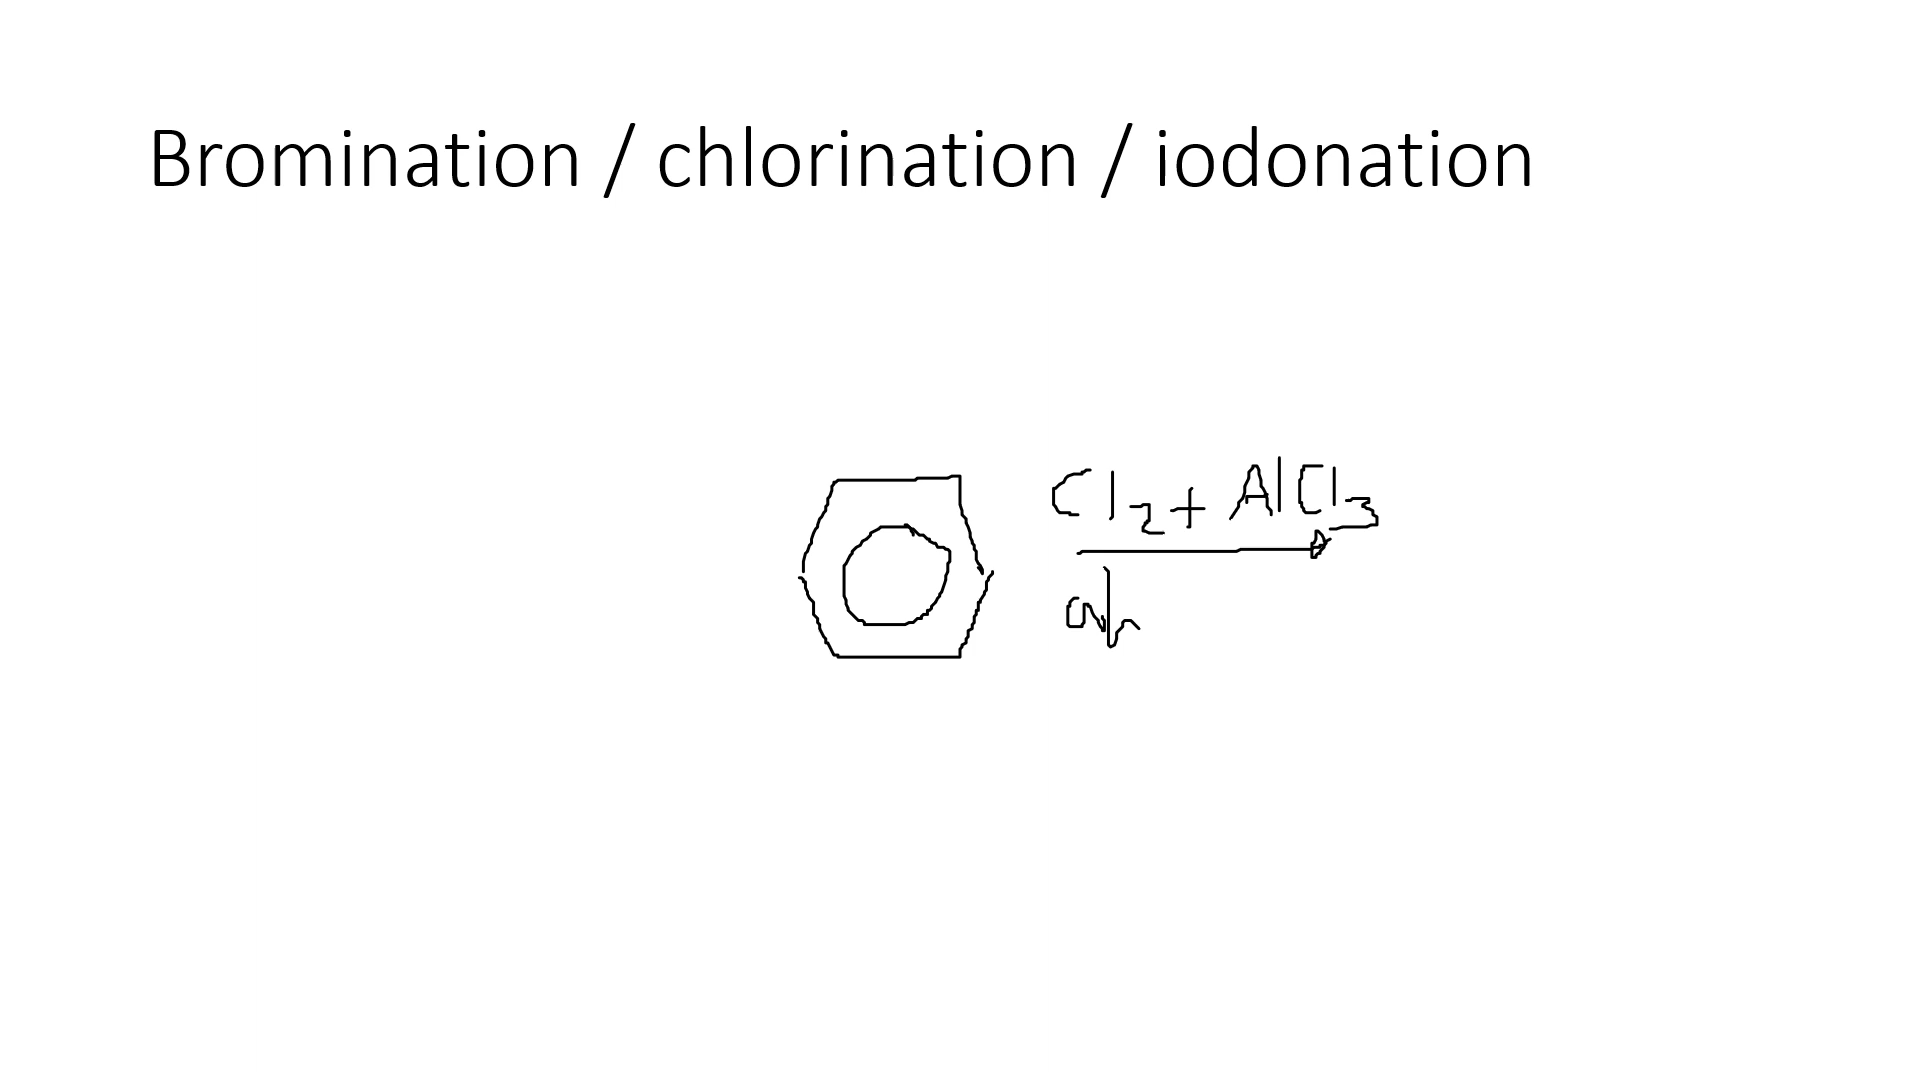 Bromination / chlorination / iodonation
Cl2 + AlCl3